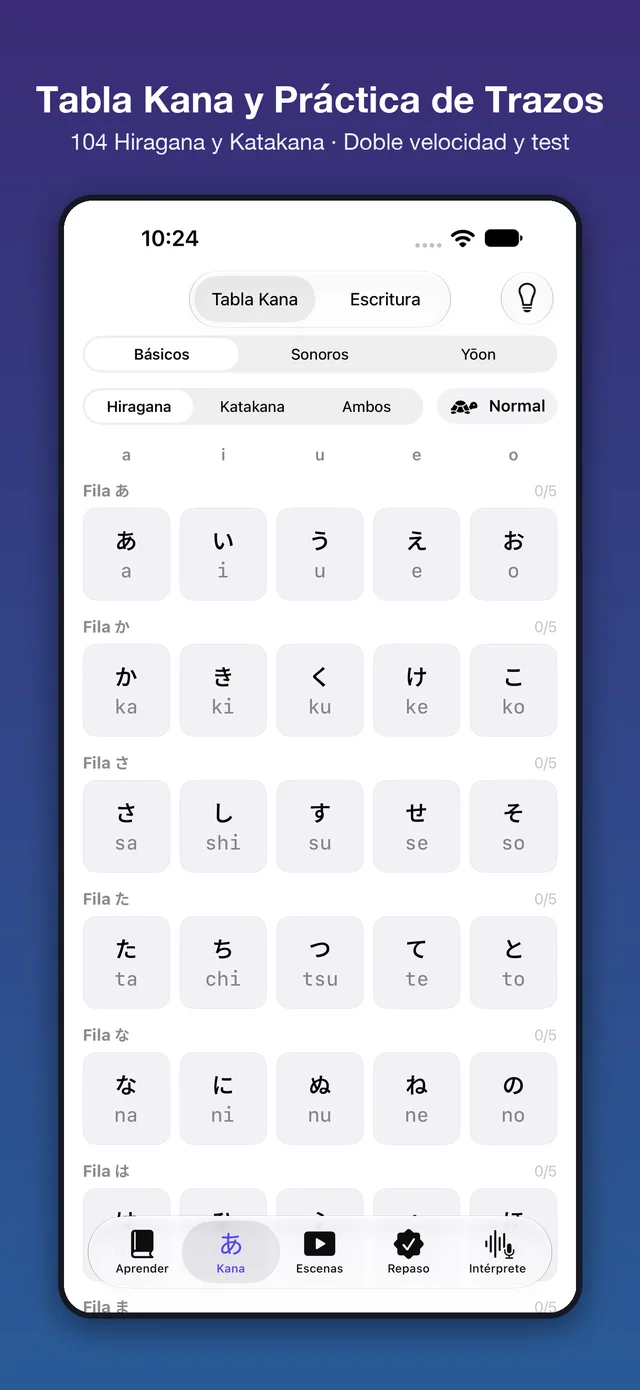 Tabla Kana y Práctica de Trazos
104 Hiragana y Katakana · Doble velocidad y test
10:24
Tabla Kana Escritura
Básicos Sonoros Yōon
Hiragana Katakana Ambos Normal
a i u e o
Fila あ 0/5
あ い う え お
a i u e o
Fila か 0/5
か き く け こ
ka ki ku ke ko
Fila さ 0/5
さ し す せ そ
sa shi su se so
Fila た 0/5
た ち つ て と
ta chi tsu te to
Fila な 0/5
な に ぬ ね の
na ni nu ne no
Fila は 0/5
あ
Aprender Kana Escenas Repaso Intérprete
Fila ま 0/5